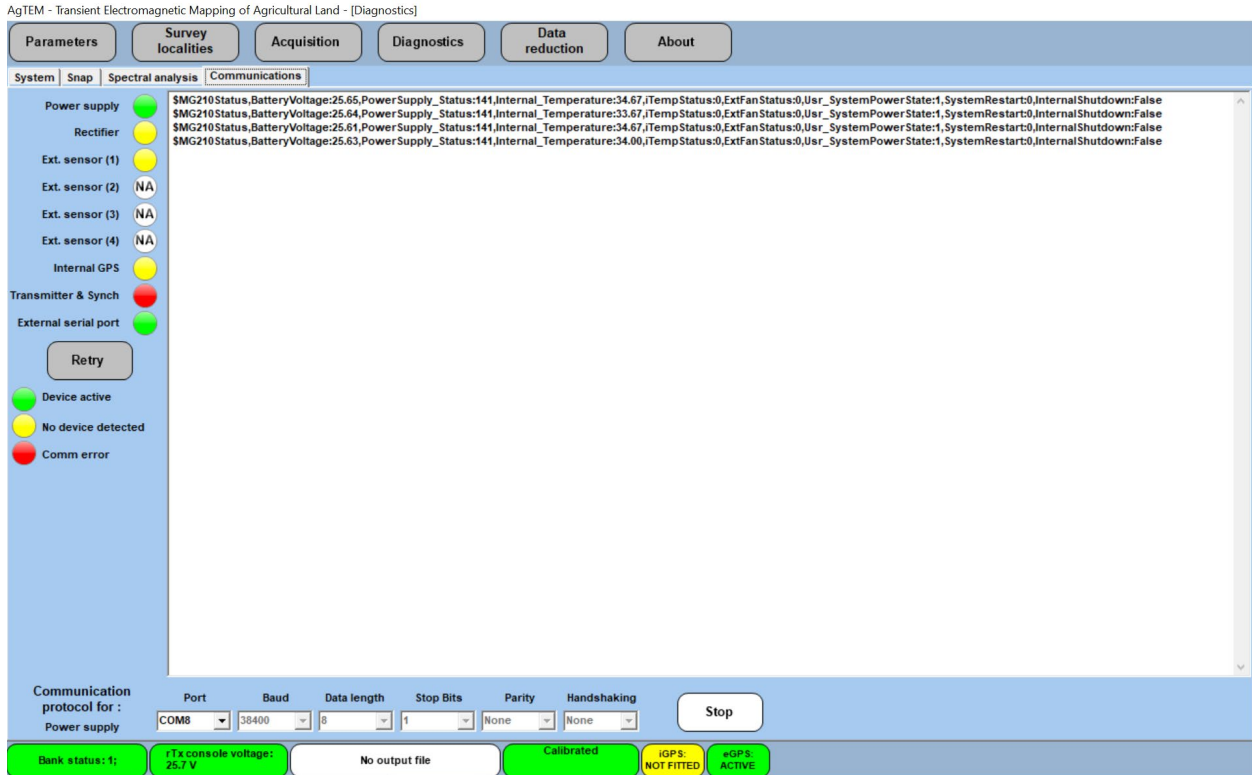 AgTEM - Transient Electromagnetic Mapping of Agricultural Land - [Diagnostics]
Parameters
Survey
localities
Acquisition
Diagnostics
Data
reduction
About
System Snap Spectral analysis Communications
Power supply
Rectifier
Ext. sensor (1)
Ext. sensor (2) NA
Ext. sensor (3) NA
Ext. sensor (4) NA
Internal GPS
Transmitter & Synch
External serial port
Retry
Device active
No device detected
Comm error
$MG210Status,BatteryVoltage:25.65,PowerSupply_Status:141,Internal_Temperature:34.67,iTempStatus:0,ExtFanStatus:0,Usr_SystemPowerState:1,SystemRestart:0,InternalShutdown:False
$MG210Status,BatteryVoltage:25.64,PowerSupply_Status:141,Internal_Temperature:33.67,iTempStatus:0,ExtFanStatus:0,Usr_SystemPowerState:1,SystemRestart:0,InternalShutdown:False
$MG210Status,BatteryVoltage:25.61,PowerSupply_Status:141,Internal_Temperature:34.67,iTempStatus:0,ExtFanStatus:0,Usr_SystemPowerState:1,SystemRestart:0,InternalShutdown:False
$MG210Status,BatteryVoltage:25.63,PowerSupply_Status:141,Internal_Temperature:34.00,iTempStatus:0,ExtFanStatus:0,Usr_SystemPowerState:1,SystemRestart:0,InternalShutdown:False
Communication
protocol for :
Power supply
Port Baud Data length Stop Bits Parity Handshaking
COM8 38400 8 1 None None
Stop
Bank status: 1;
rTx console voltage:
25.7 V
No output file
Calibrated
iGPS:
NOT FITTED
eGPS:
ACTIVE